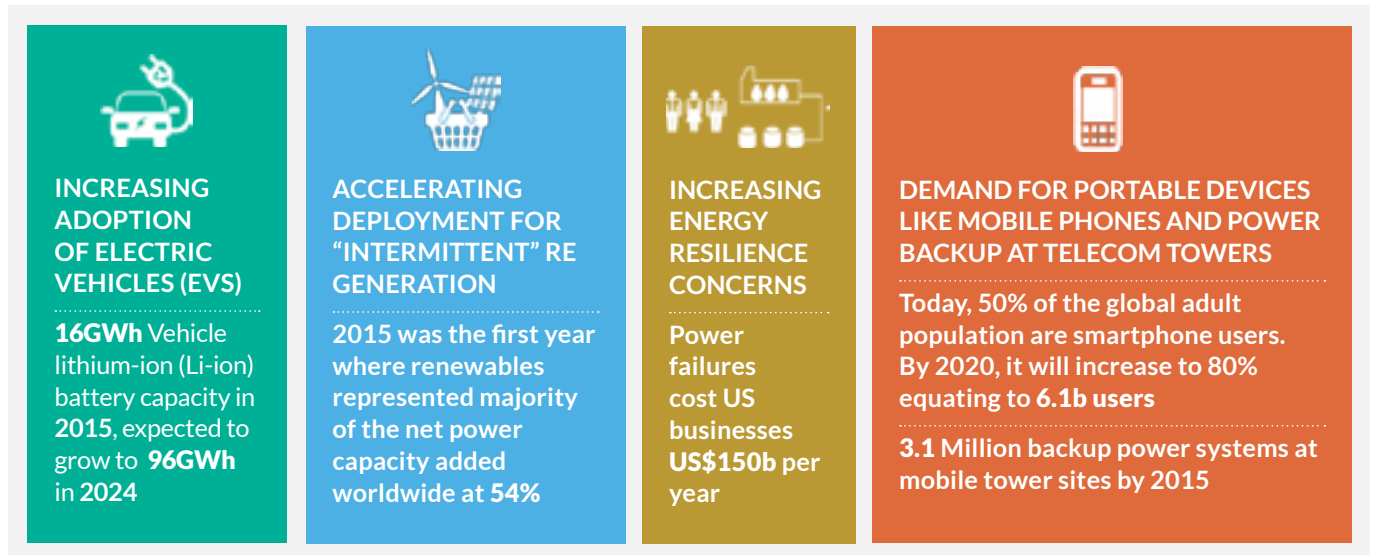 INCREASING
ADOPTION
OF ELECTRIC
VEHICLES (EVS)
16GWh Vehicle
lithium-ion (Li-ion)
battery capacity in
2015, expected to
grow to 96GWh
in 2024
ACCELERATING
DEPLOYMENT FOR
“INTERMITTENT” RE
GENERATION
2015 was the first year
where renewables
represented majority
of the net power
capacity added
worldwide at 54%
INCREASING
ENERGY
RESILIENCE
CONCERNS
Power
failures
cost US
businesses
US$150b per
year
DEMAND FOR PORTABLE DEVICES
LIKE MOBILE PHONES AND POWER
BACKUP AT TELECOM TOWERS
Today, 50% of the global adult
population are smartphone users.
By 2020, it will increase to 80%
equating to 6.1b users
3.1 Million backup power systems at
mobile tower sites by 2015